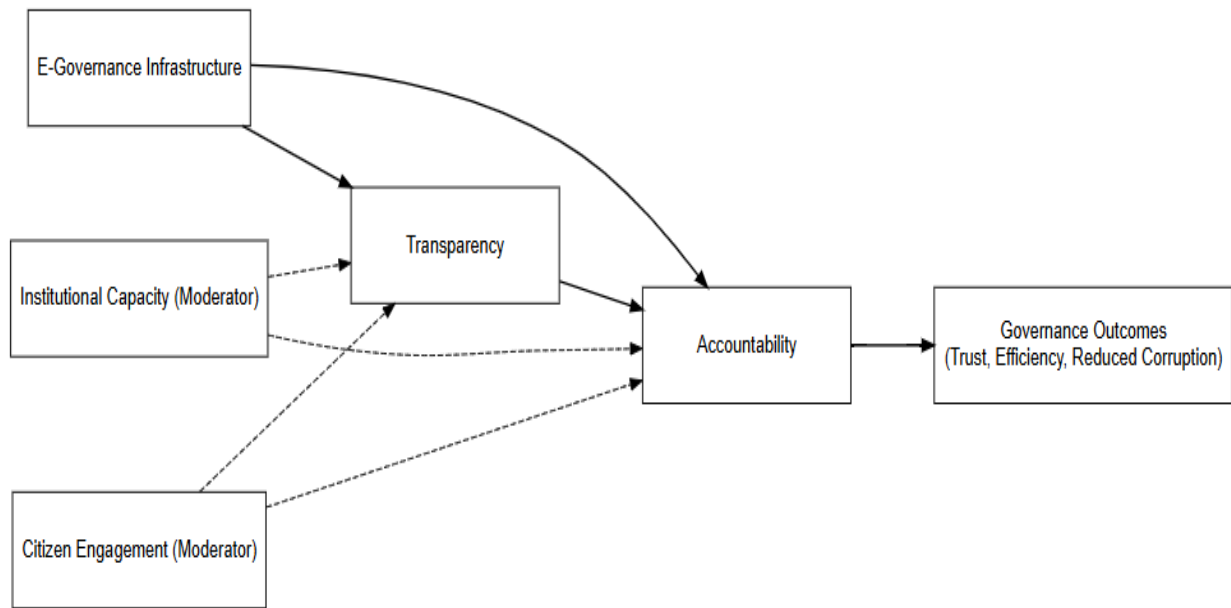 E-Governance Infrastructure
Transparency
Institutional Capacity (Moderator)
Accountability
Governance Outcomes
(Trust, Efficiency, Reduced Corruption)
Citizen Engagement (Moderator)